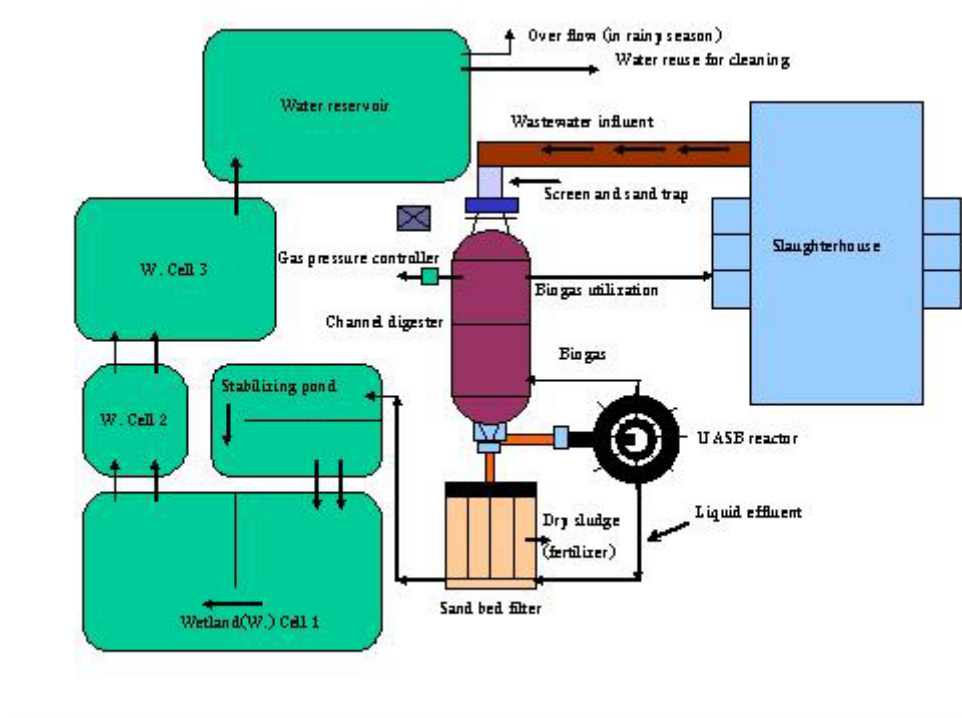 Over flow (in rainy season)
Water reuse for cleaning
Water reservoir
Wastewater influent
Screen and sand trap
Slaughterhouse
W. Cell 3
Gas pressure controller
Biogas utilization
Channel digester
Biogas
Stabilizing pond
W. Cell 2
UASB reactor
Liquid effluent
Dry sludge
(fertilizer)
Sand bed filter
Wetland(W.) Cell 1